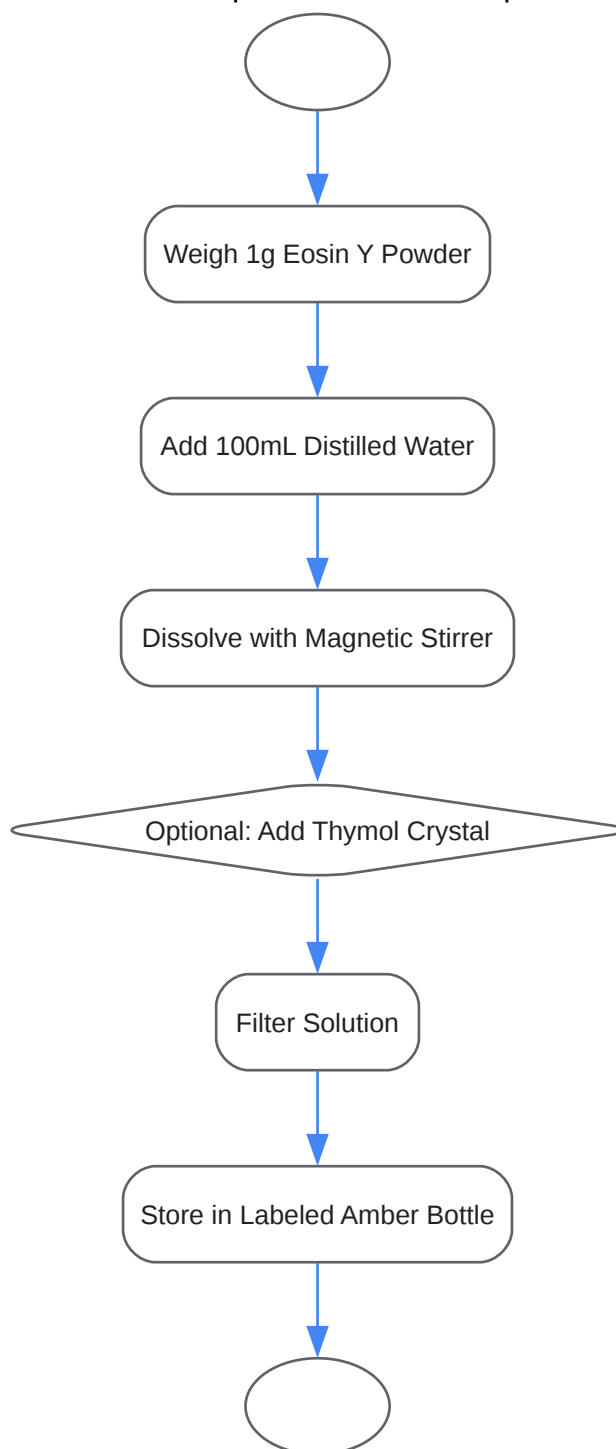 Weigh 1g Eosin Y Powder
Add 100mL Distilled Water
Dissolve with Magnetic Stirrer
Optional: Add Thymol Crystal
Filter Solution
Store in Labeled Amber Bottle